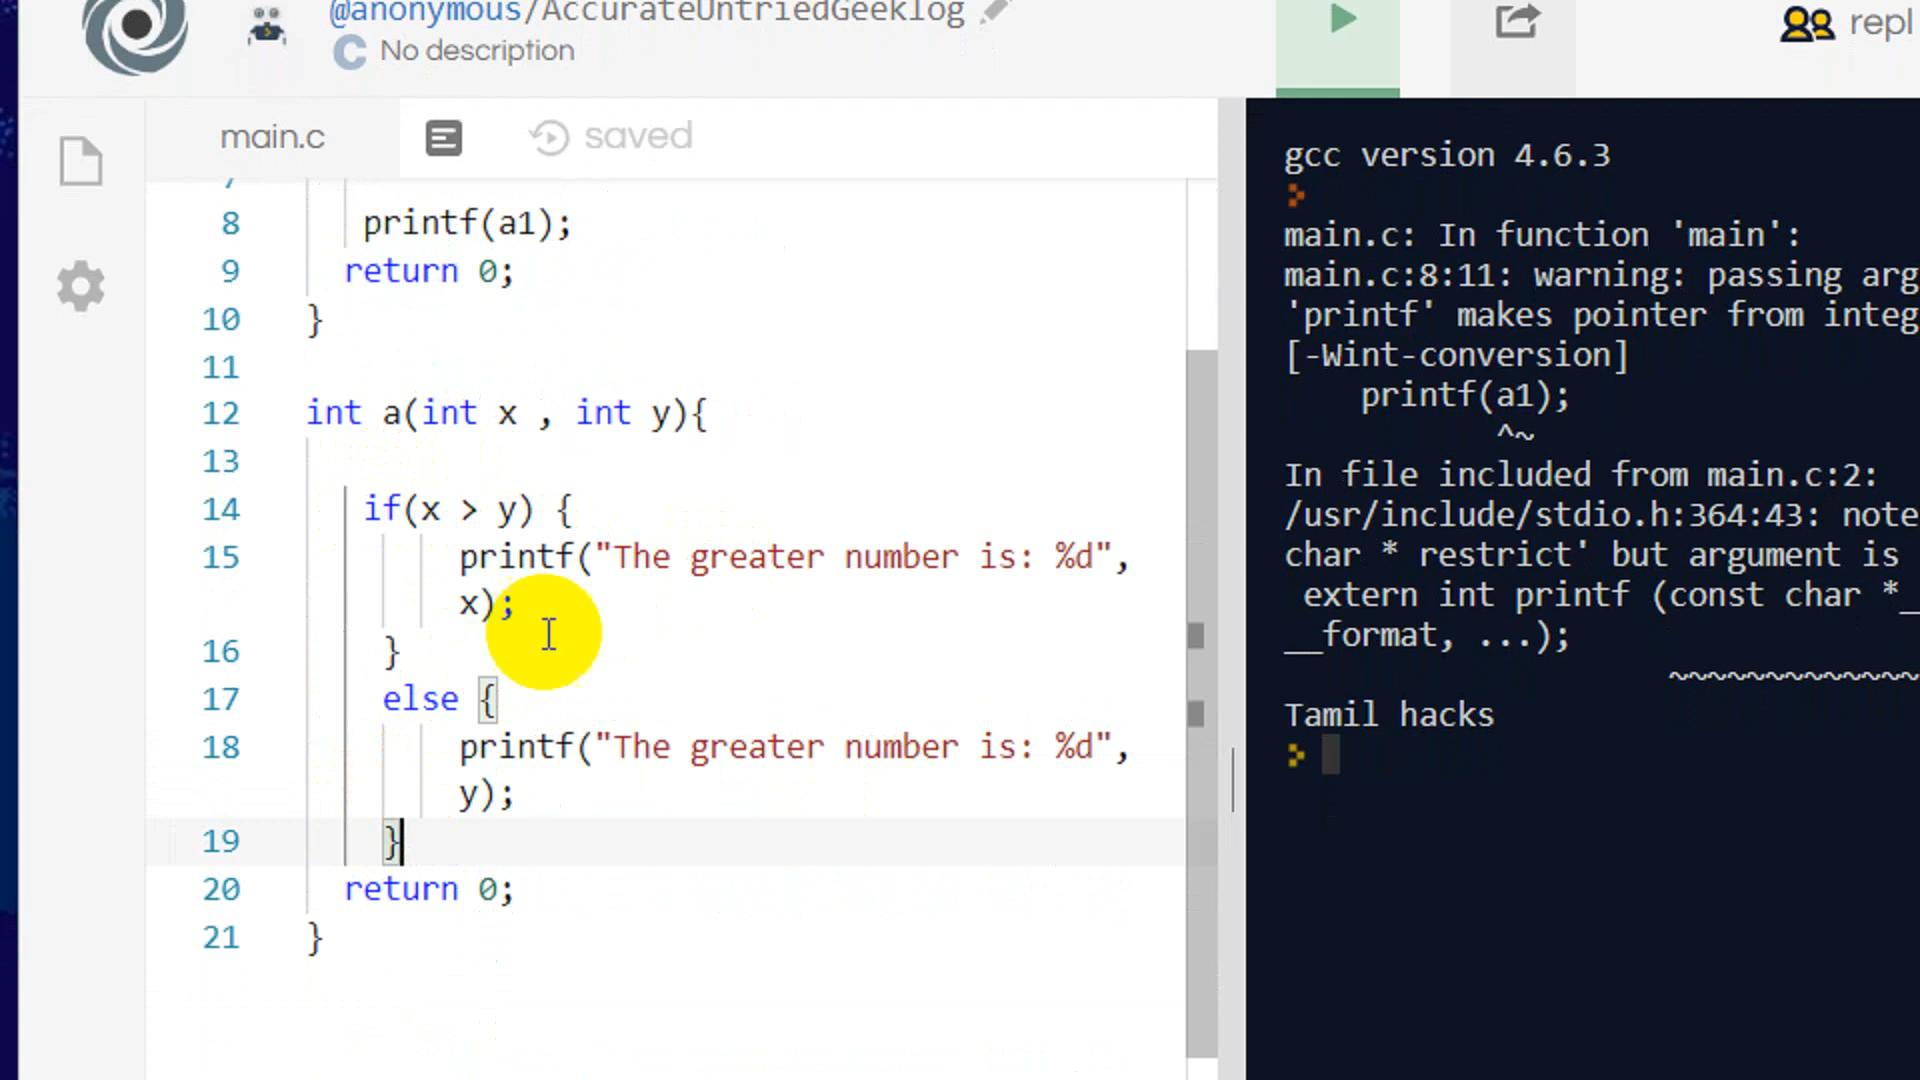 @anonymous/AccurateUntriedGeeklog
No description
repl
main.c
saved
8 printf(a1);
9 return 0;
10 }
11
12 int a(int x , int y){
13
14 if(x > y) {
15 printf("The greater number is: %d",
x);
16 }
17 else {
18 printf("The greater number is: %d",
y);
19 }
20 return 0;
21 }
gcc version 4.6.3
main.c: In function 'main':
main.c:8:11: warning: passing arg
'printf' makes pointer from integ
[-Wint-conversion]
printf(a1);
^~
In file included from main.c:2:
/usr/include/stdio.h:364:43: note
char * restrict' but argument is
extern int printf (const char *_
__format, ...);
~~~~~~~~~~~~~
Tamil hacks